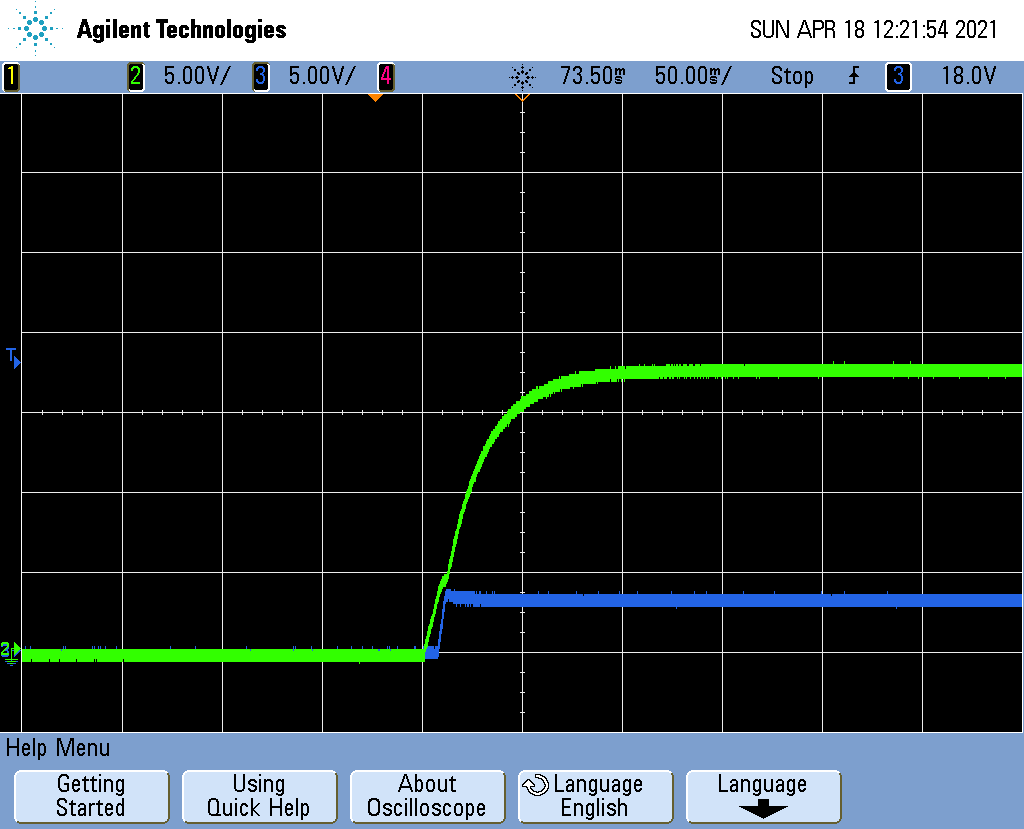 Agilent Technologies SUN APR 18 12:21:54 2021
1 2 5.00V/ 3 5.00V/ 4 73.50ms 50.00ms/ Stop 3 18.0V
T
2
Help Menu
Getting Started
Using Quick Help
About Oscilloscope
Language English
Language